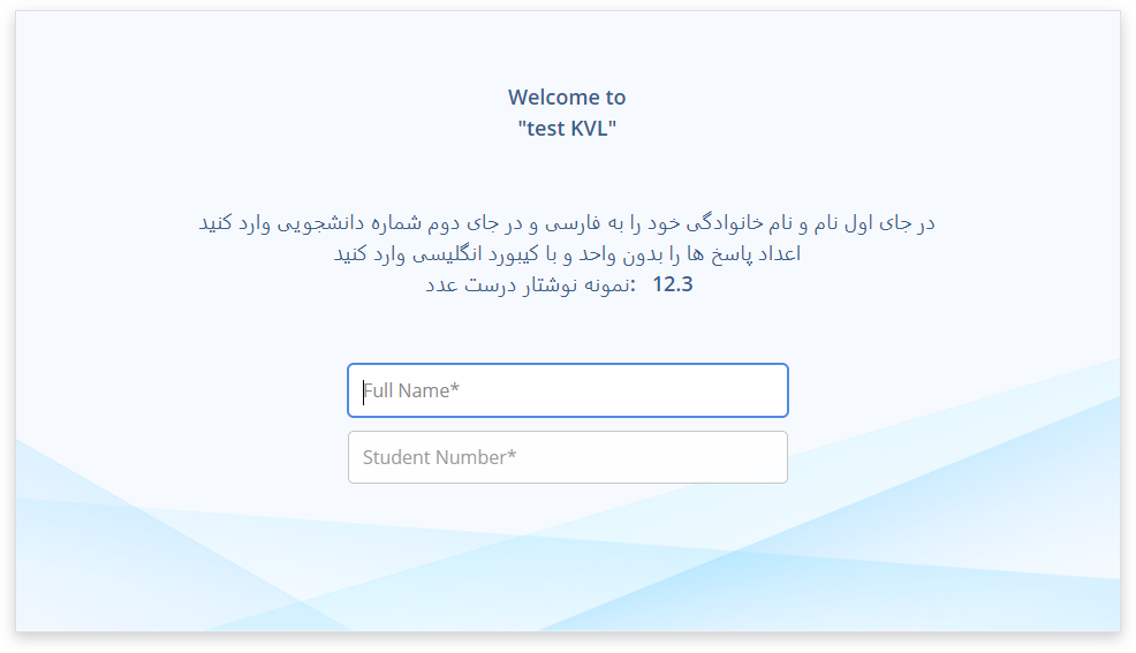 Welcome to
"test KVL"
در جای اول نام و نام خانوادگی خود را به فارسی و در جای دوم شماره دانشجویی وارد کنید
اعداد پاسخ ها را بدون واحد و با کیبورد انگلیسی وارد کنید
نمونه نوشتار درست عدد: 12.3
Full Name*
Student Number*